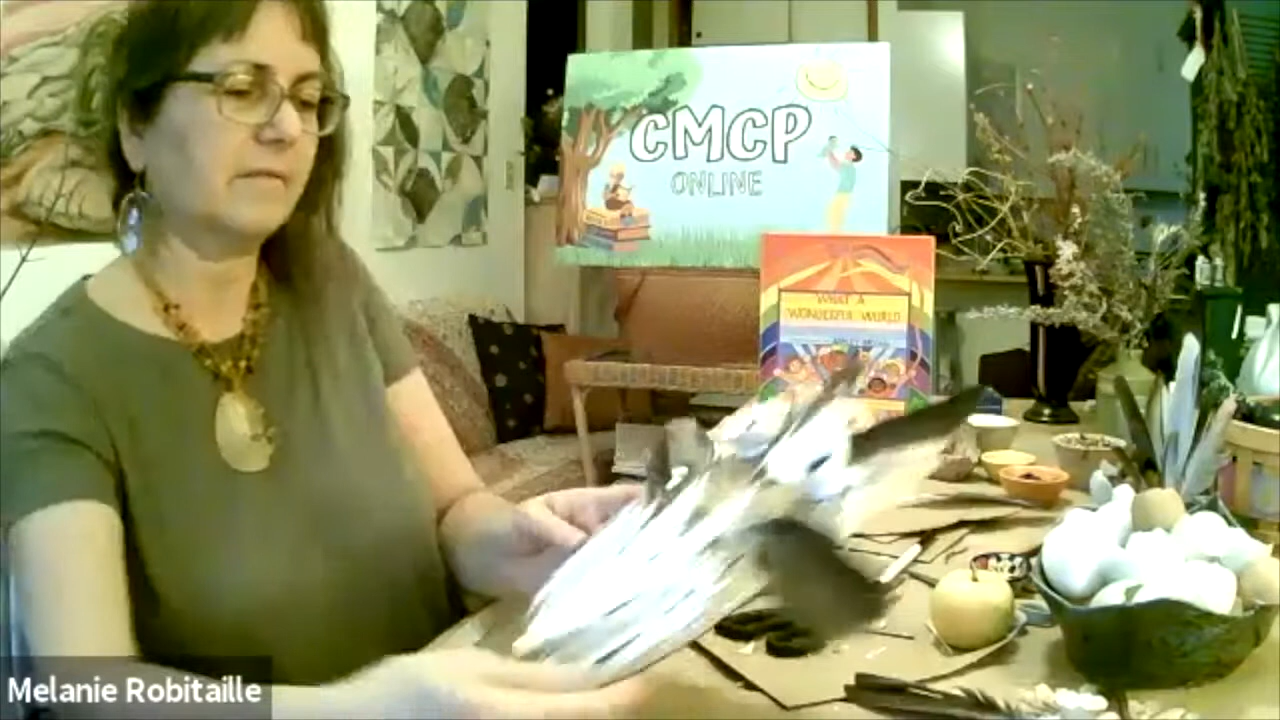 CMCP
ONLINE
WHAT A
WONDERFUL WORLD
Melanie Robitaille